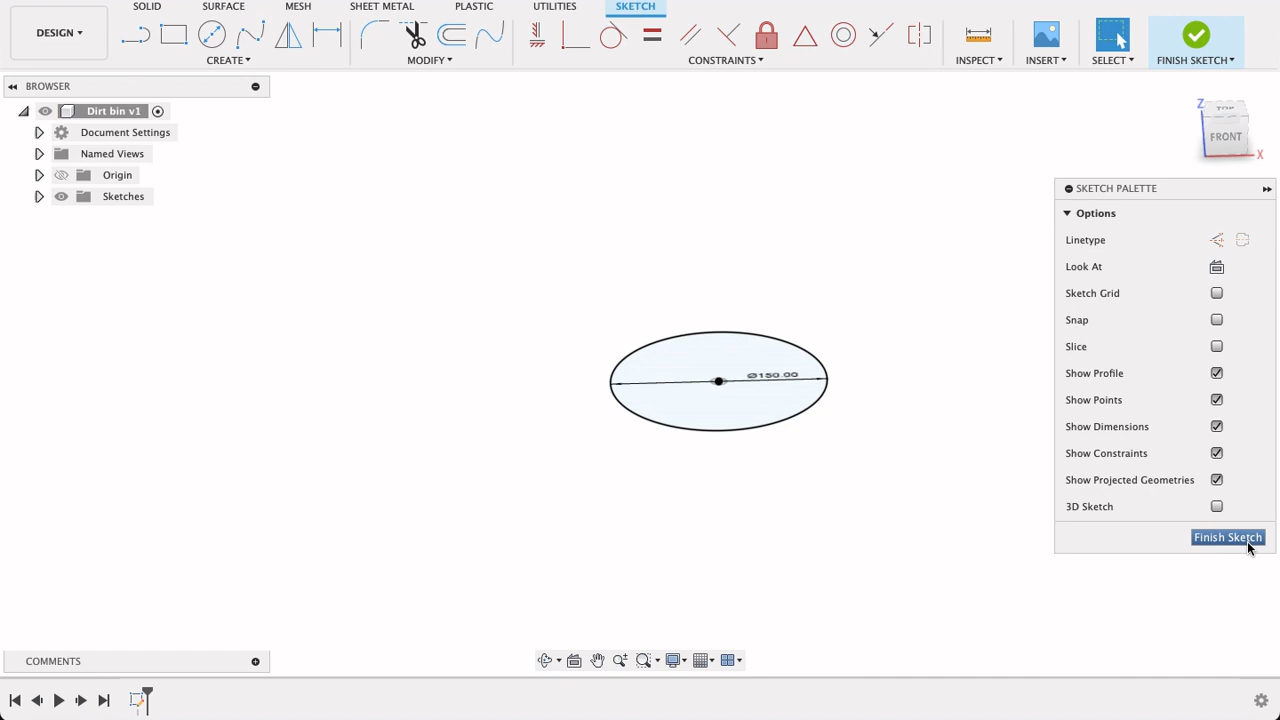 SOLID SURFACE MESH SHEET METAL PLASTIC UTILITIES SKETCH
DESIGN
CREATE MODIFY CONSTRAINTS INSPECT INSERT SELECT FINISH SKETCH
BROWSER
Z
TOP
Dirt bin v1
FRONT
Document Settings
X
Named Views
Origin
SKETCH PALETTE
Sketches
Options
Linetype
Look At
Sketch Grid
Snap
Slice
Show Profile
Ø150.00
Show Points
Show Dimensions
Show Constraints
Show Projected Geometries
3D Sketch
Finish Sketch
COMMENTS